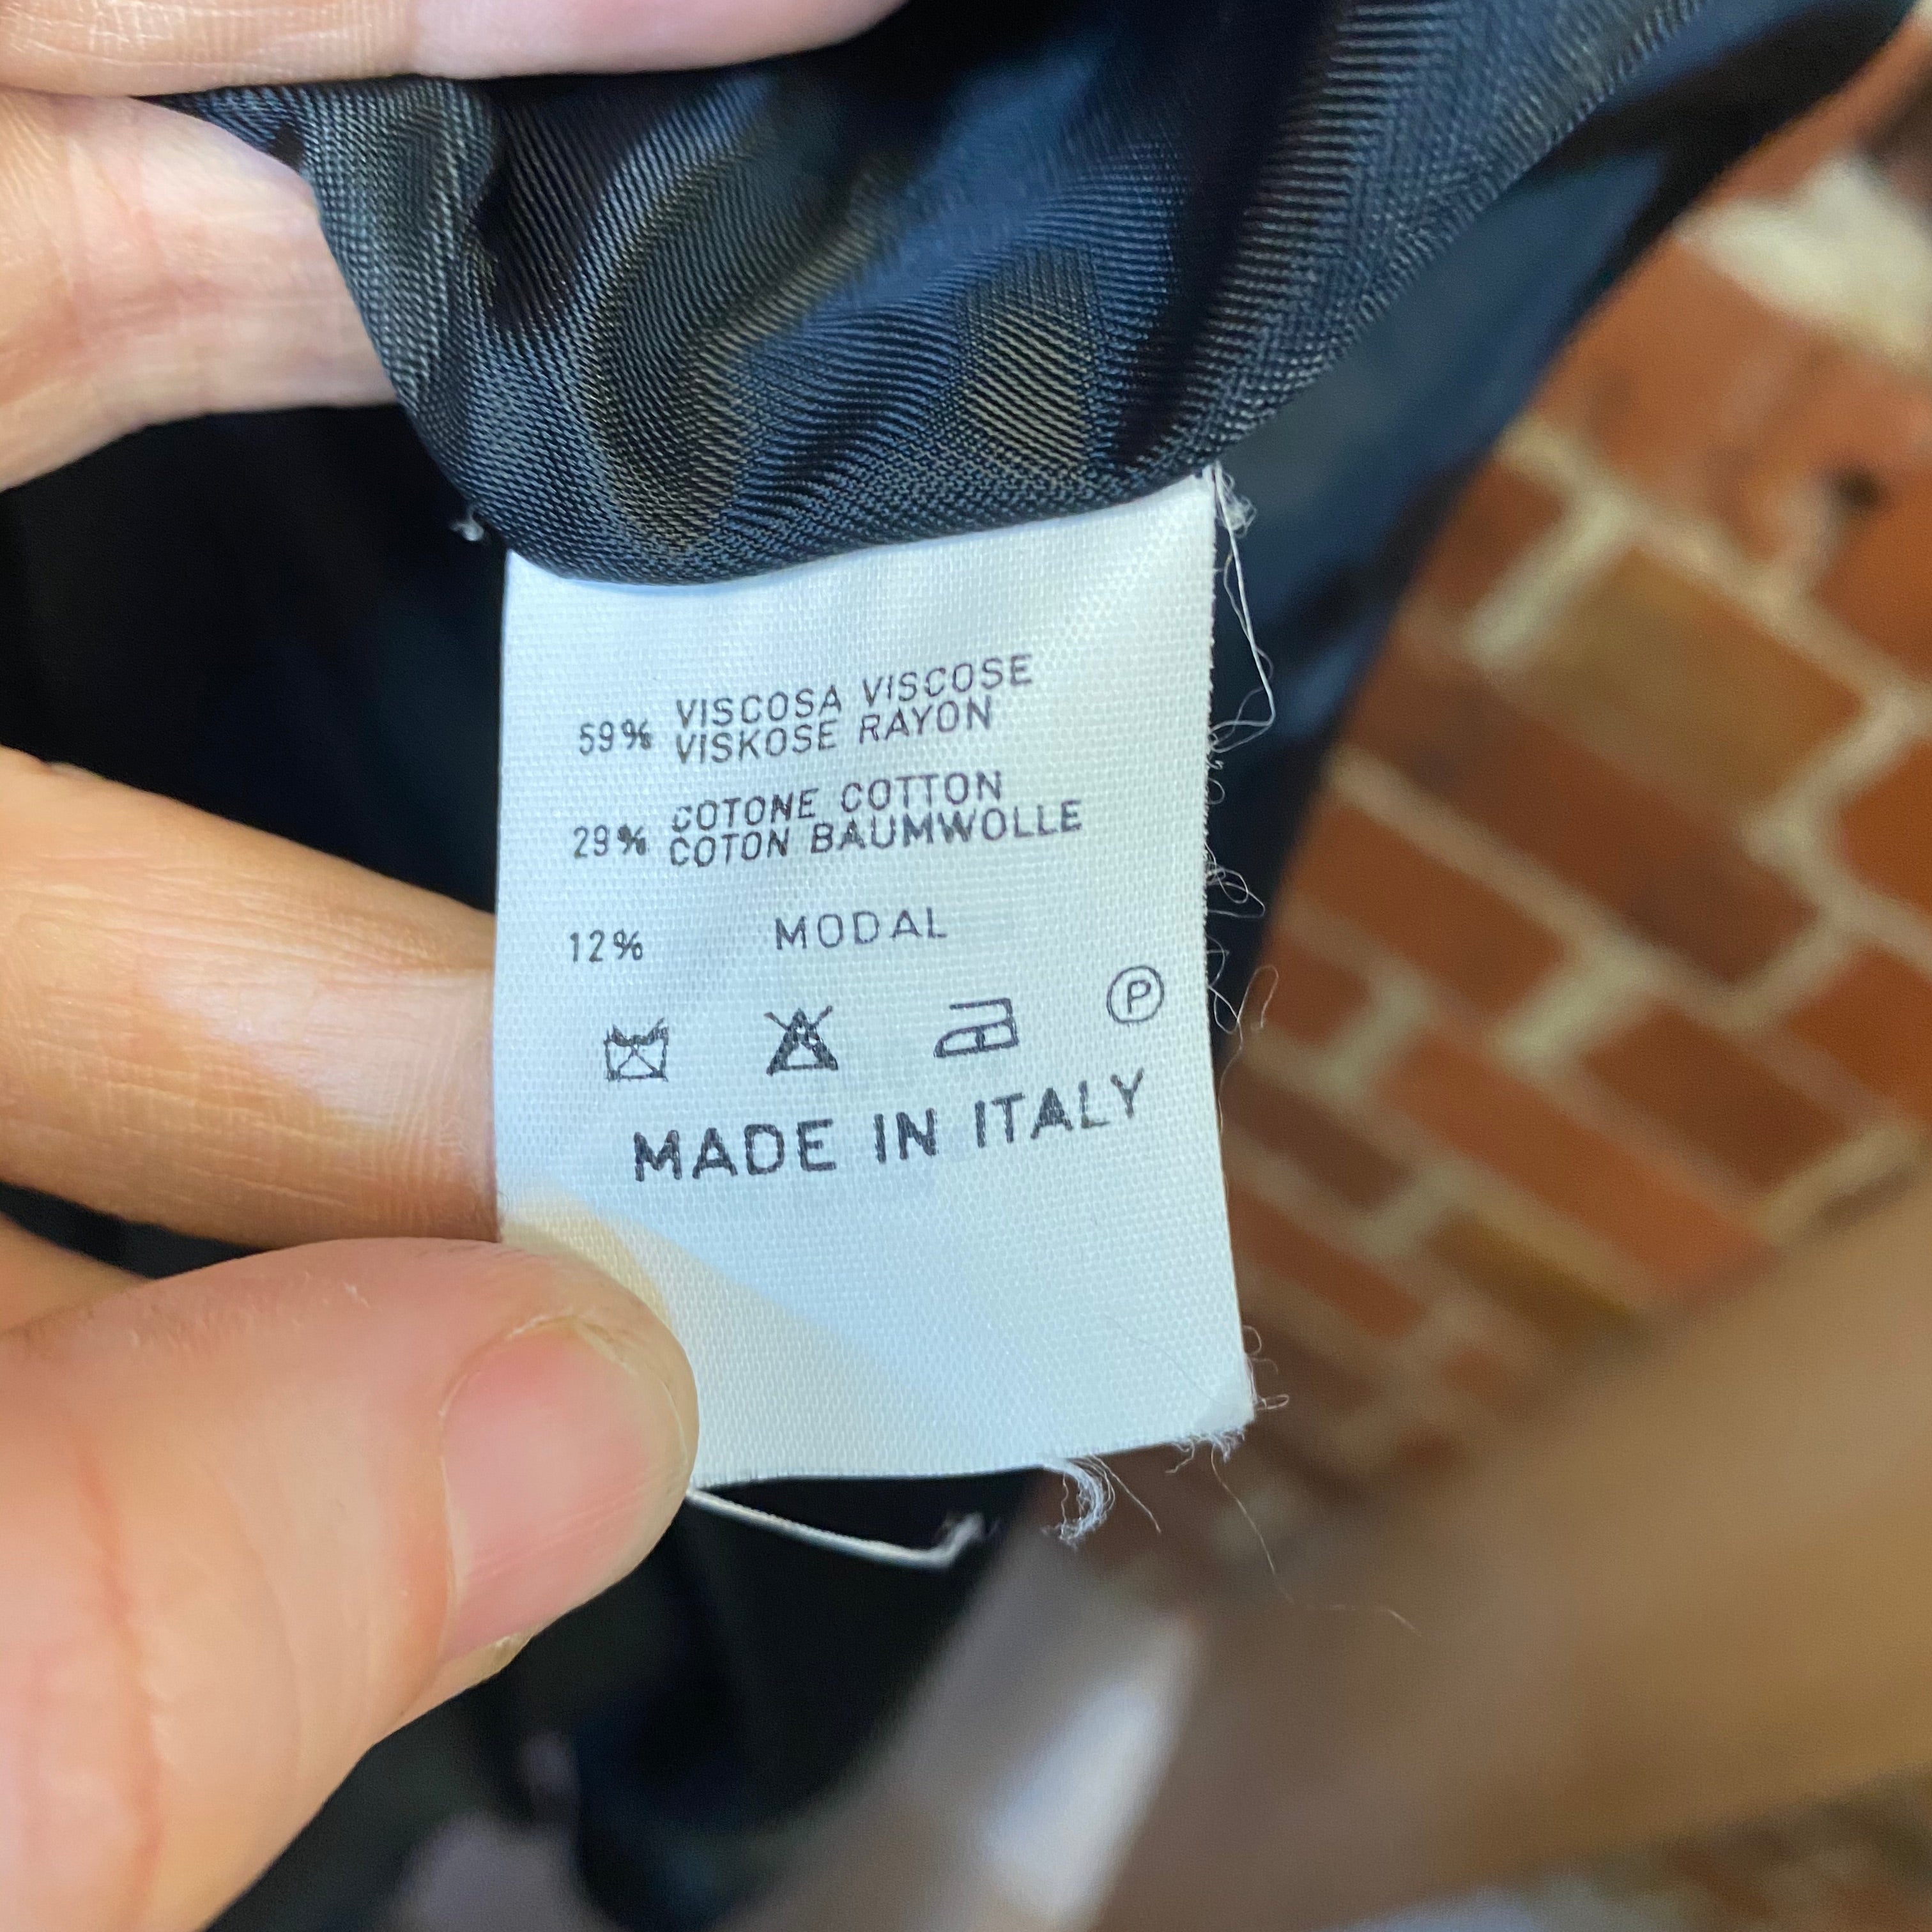 59% VISCOSA VISCOSE
VISKOSE RAYON
29% COTONE COTTON
COTON BAUMWOLLE
12% MODAL
P
MADE IN ITALY